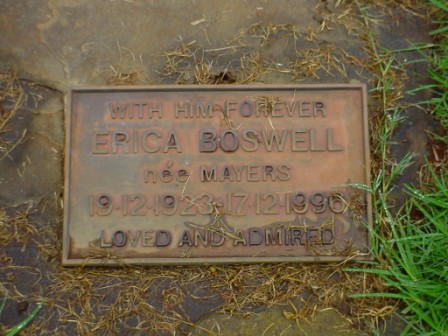 WITH HIM FOREVER
ERICA BOSWELL
née MAYERS
19·12·1923-17·12·1996
LOVED AND ADMIRED